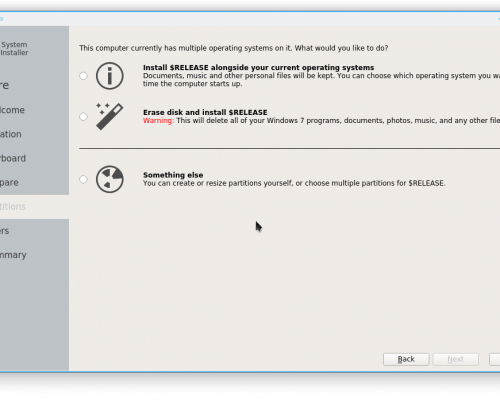 System
Installer
re
lcome
ation
yboard
pare
titions
ers
mmary
This computer currently has multiple operating systems on it. What would you like to do?
Install $RELEASE alongside your current operating systems
Documents, music and other personal files will be kept. You can choose which operating system you wa
time the computer starts up.
Erase disk and install $RELEASE
Warning: This will delete all of your Windows 7 programs, documents, photos, music, and any other file
Something else
You can create or resize partitions yourself, or choose multiple partitions for $RELEASE.
Back
Next